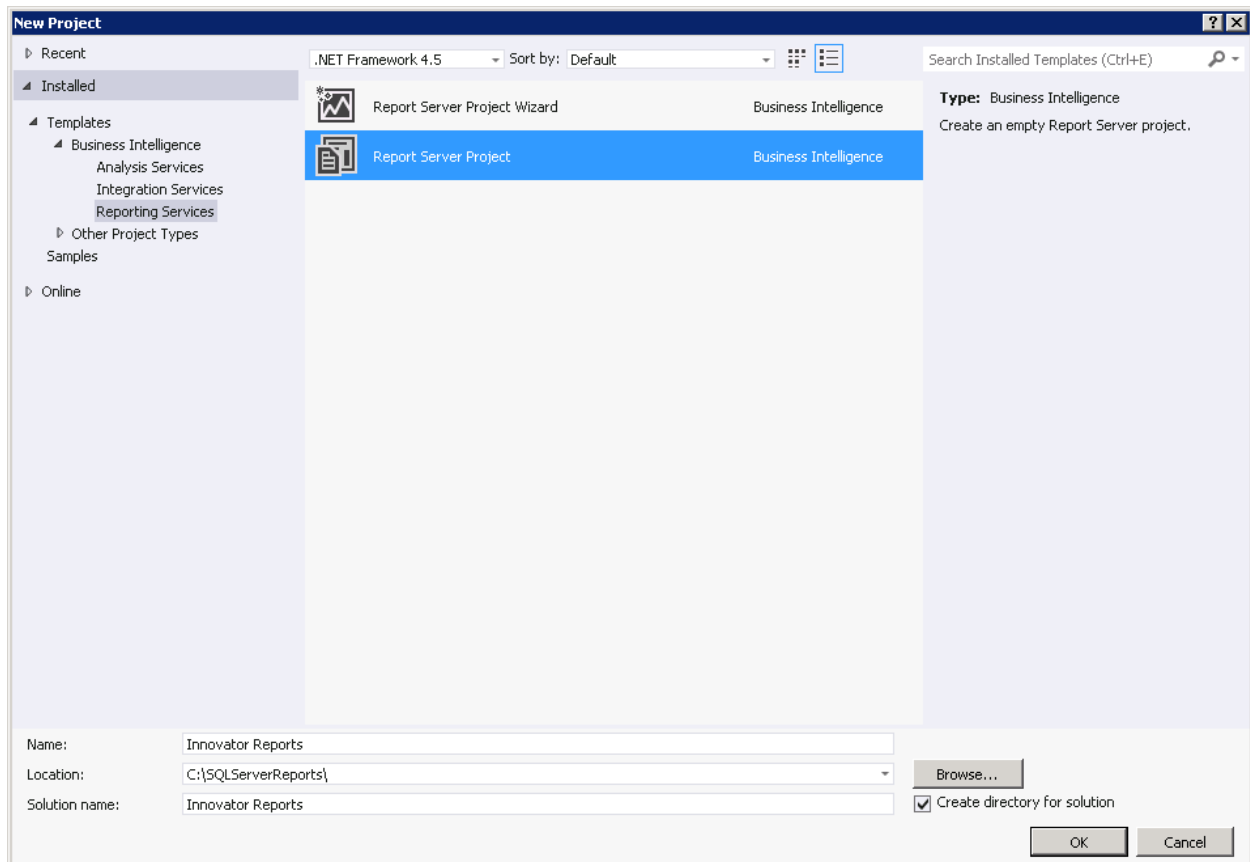 New Project
Recent
Installed
Templates
Business Intelligence
Analysis Services
Integration Services
Reporting Services
Other Project Types
Samples
Online
.NET Framework 4.5
Sort by: Default
Report Server Project Wizard Business Intelligence
Report Server Project Business Intelligence
Search Installed Templates (Ctrl+E)
Type: Business Intelligence
Create an empty Report Server project.
Name: Innovator Reports
Location: C:\SQLServerReports\ Browse...
Solution name: Innovator Reports Create directory for solution
OK Cancel